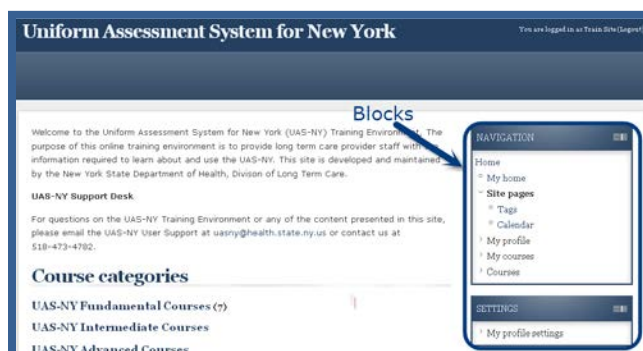 Uniform Assessment System for New York
You are logged in as Train Site (Logout)
Blocks
Welcome to the Uniform Assessment System for New York (UAS-NY) Training Environment. The
purpose of this online training environment is to provide long term care provider staff with the
information required to learn about and use the UAS-NY. This site is developed and maintained
by the New York State Department of Health, Divison of Long Term Care.
UAS-NY Support Desk
For questions on the UAS-NY Training Environment or any of the content presented in this site,
please email the UAS-NY User Support at uasny@health.state.ny.us or contact us at
518-473-4782.
Course categories
UAS-NY Fundamental Courses (7)
UAS-NY Intermediate Courses
UAS-NY Advanced Courses
NAVIGATION
Home
My home
Site pages
Tags
Calendar
My profile
My courses
Courses
SETTINGS
My profile settings